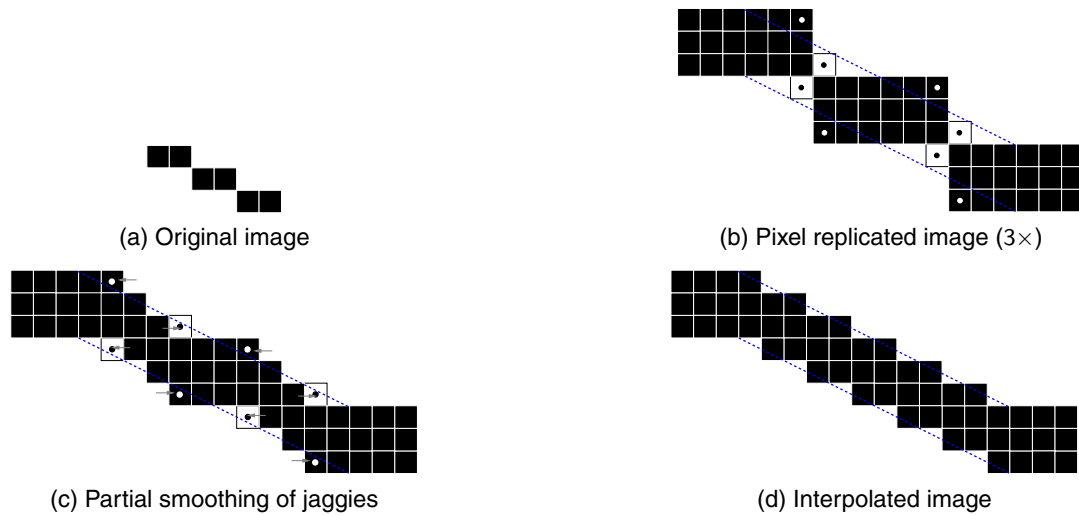 (a) Original image
(b) Pixel replicated image (3×)
(c) Partial smoothing of jaggies
(d) Interpolated image